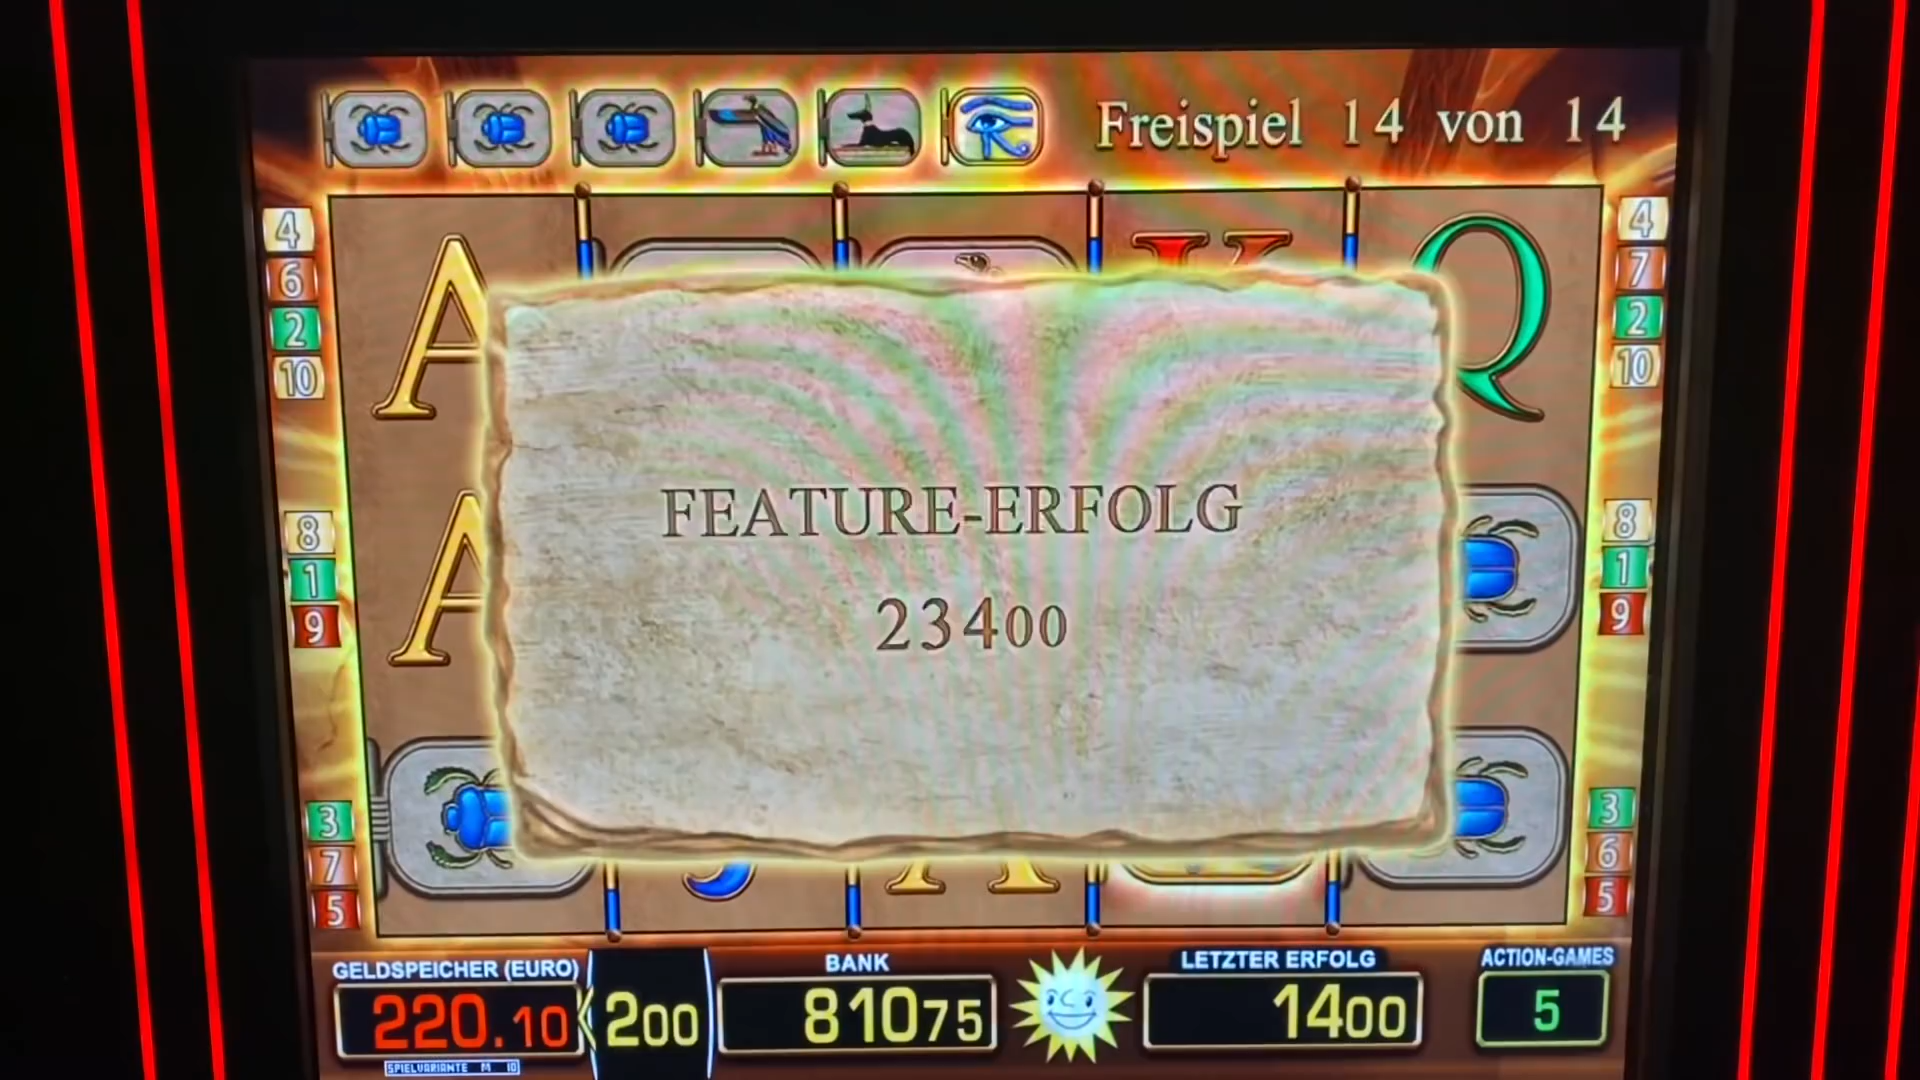 Freispiel 14 von 14
A
K
Q
4
6
2
10
4
7
2
10
FEATURE-ERFOLG
23400
A
8
1
9
8
1
9
3
7
5
3
6
5
GELDSPEICHER (EURO)
BANK
LETZTER ERFOLG
ACTION-GAMES
220.10
200
81075
1400
5
SPIELVARIANTE M 10